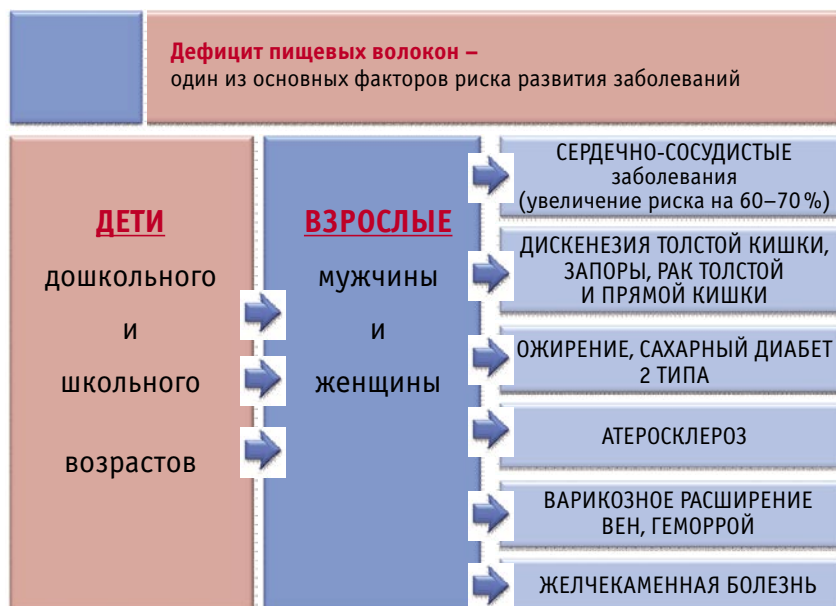 Дефицит пищевых волокон –
один из основных факторов риска развития заболеваний
ДЕТИ
дошкольного
и
школьного
возрастов
ВЗРОСЛЫЕ
мужчины
и
женщины
СЕРДЕЧНО-СОСУДИСТЫЕ
заболевания
(увеличение риска на 60–70 %)
ДИСКЕНЕЗИЯ ТОЛСТОЙ КИШКИ,
ЗАПОРЫ, РАК ТОЛСТОЙ
И ПРЯМОЙ КИШКИ
ОЖИРЕНИЕ, САХАРНЫЙ ДИАБЕТ
2 ТИПА
АТЕРОСКЛЕРОЗ
ВАРИКОЗНОЕ РАСШИРЕНИЕ
ВЕН, ГЕМОРРОЙ
ЖЕЛЧЕКАМЕННАЯ БОЛЕЗНЬ